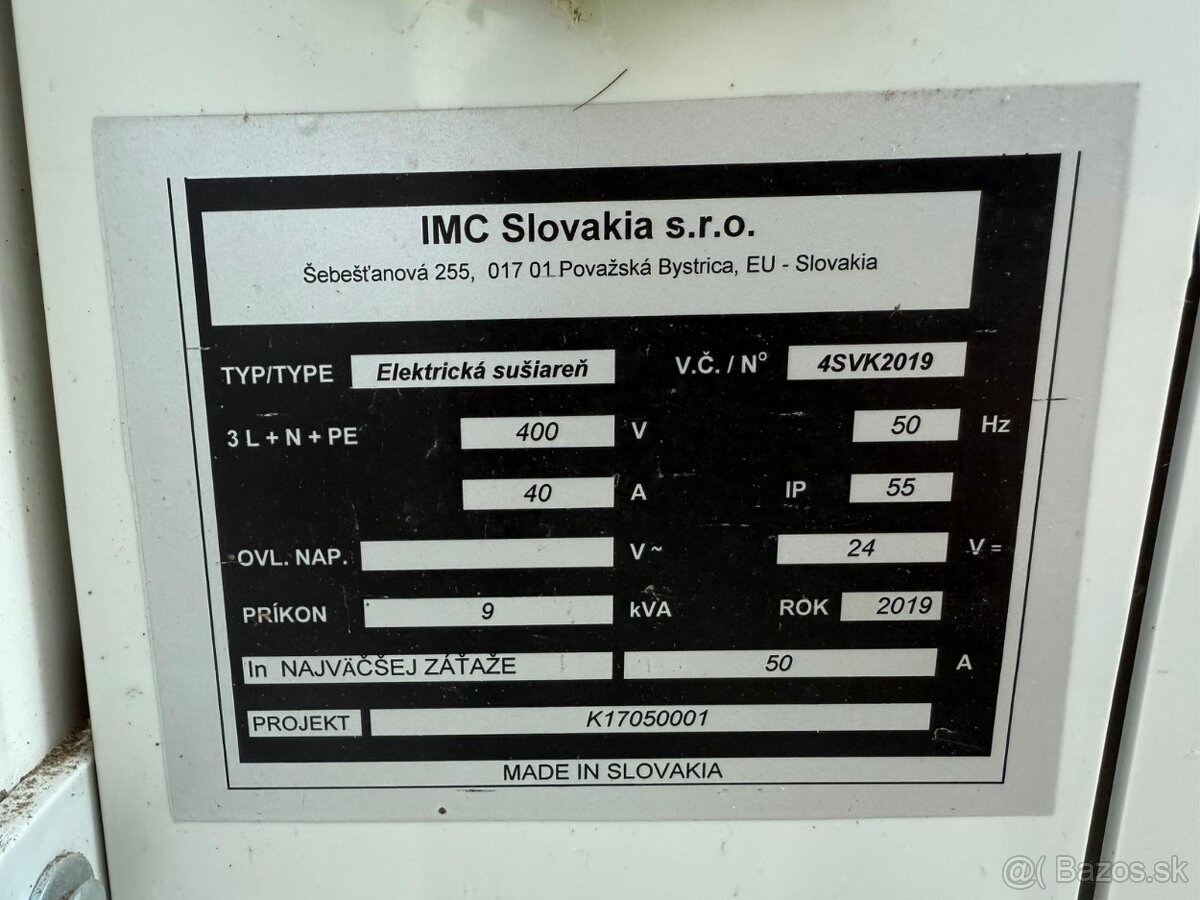 IMC Slovakia s.r.o.
Šebešťanová 255, 017 01 Považská Bystrica, EU - Slovakia
TYP/TYPE Elektrická sušiareň V.Č. / N° 4SVK2019
3 L + N + PE 400 V 50 Hz
40 A IP 55
OVL. NAP. V ~ 24 V =
PRÍKON 9 kVA ROK 2019
In NAJVÄČŠEJ ZÁŤAŽE 50 A
PROJEKT K17050001
MADE IN SLOVAKIA
@( Bazos.sk